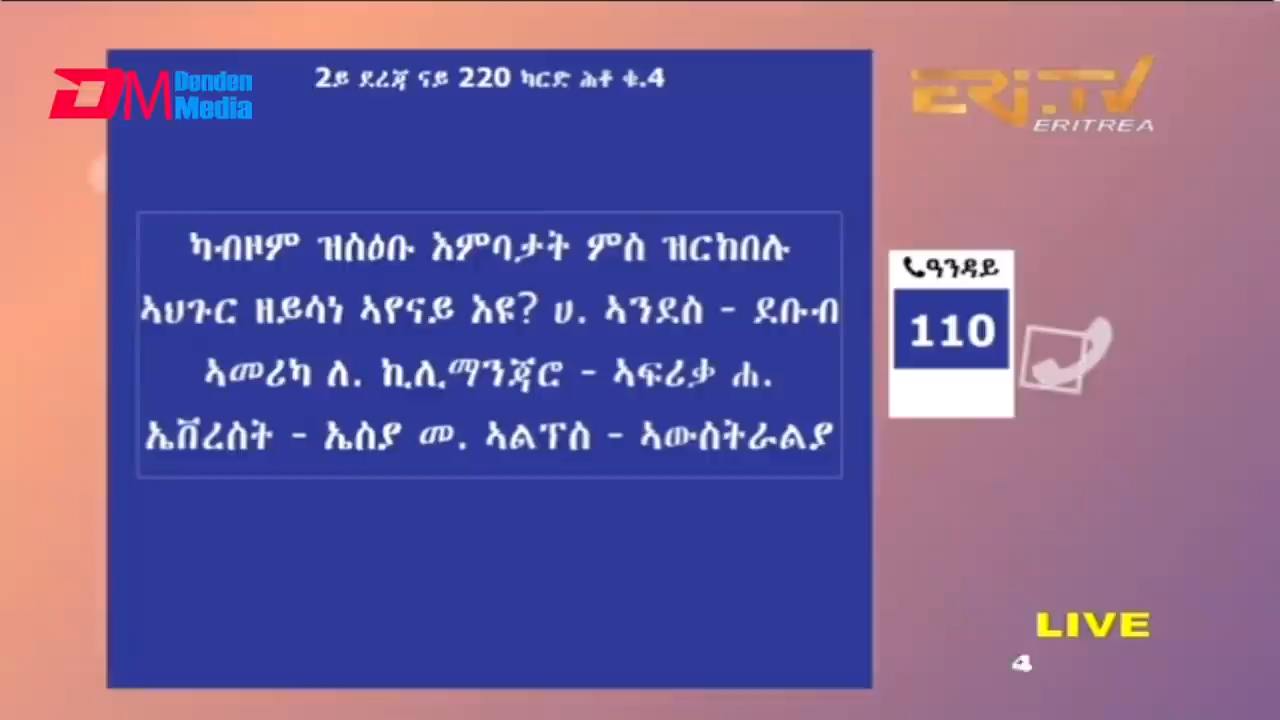 DM Denden Media
2ይ ደረጃ ናይ 220 ካርድ ሕቶ ቁ.4
ERi.TV
ERITREA
ካብዞም ዝስዕቡ እምባታት ምስ ዝርከበሉ
ኣህጉር ዘይሳነ ኣየናይ እዩ? ሀ. ኣንደስ - ደቡብ
ኣመሪካ ለ. ኪሊማንጃሮ - ኣፍሪቃ ሐ.
ኤቨረስት - ኤስያ መ. ኣልፕስ - ኣውስትራልያ
ዓንዳይ
110
LIVE
4